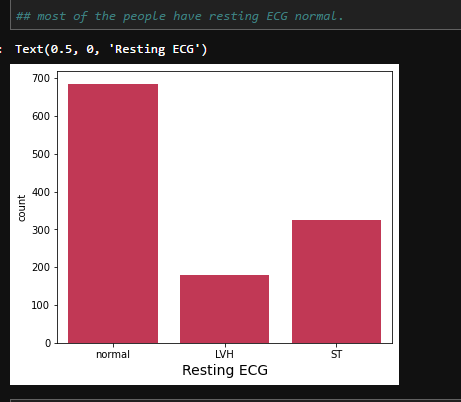 ## most of the people have resting ECG normal.
: Text(0.5, 0, 'Resting ECG')
700
600
500
400
300
200
100
0
count
normal LVH ST
Resting ECG